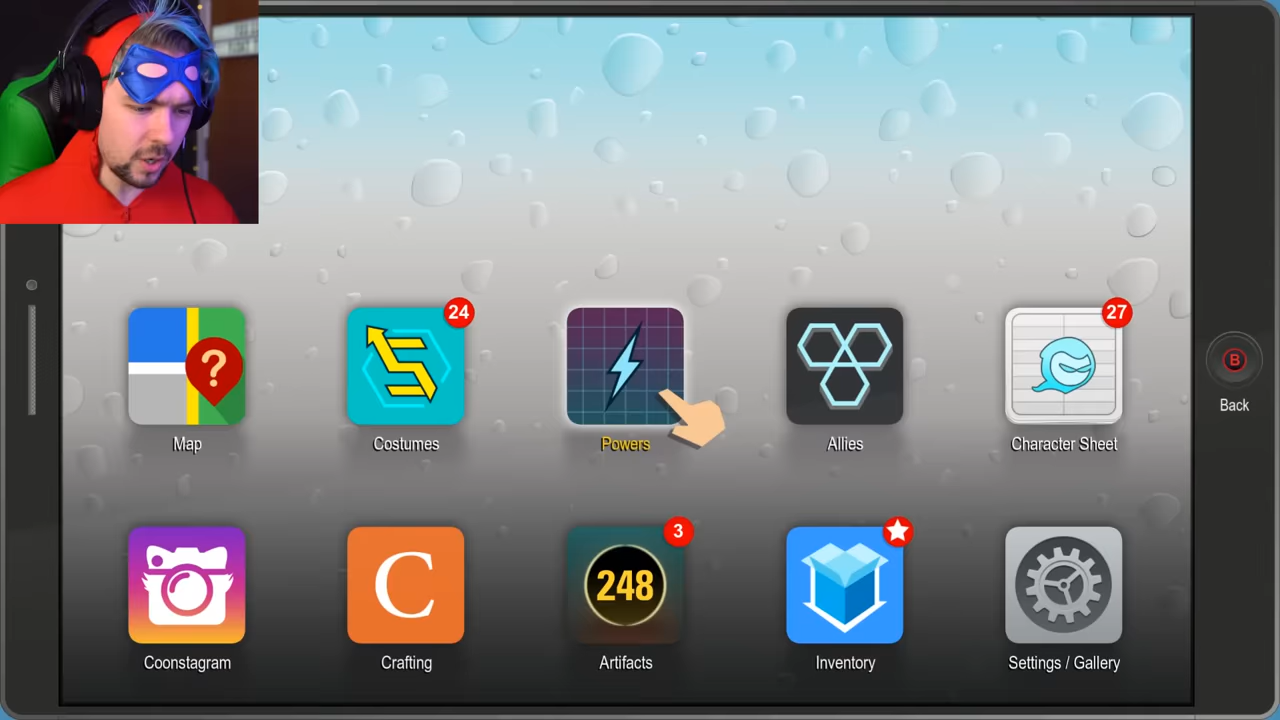 24
27
?
Map
Costumes
Powers
Allies
Character Sheet
B
Back
3
C
248
Coonstagram
Crafting
Artifacts
Inventory
Settings / Gallery